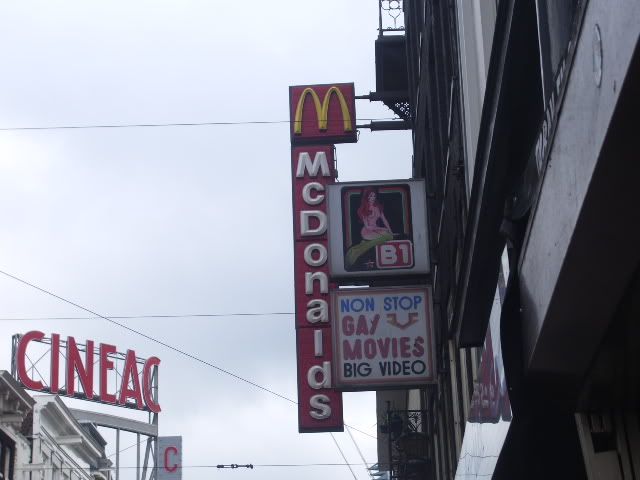 McDonalds
B1
NON STOP
GAY
MOVIES
BIG VIDEO
CINEAC
C